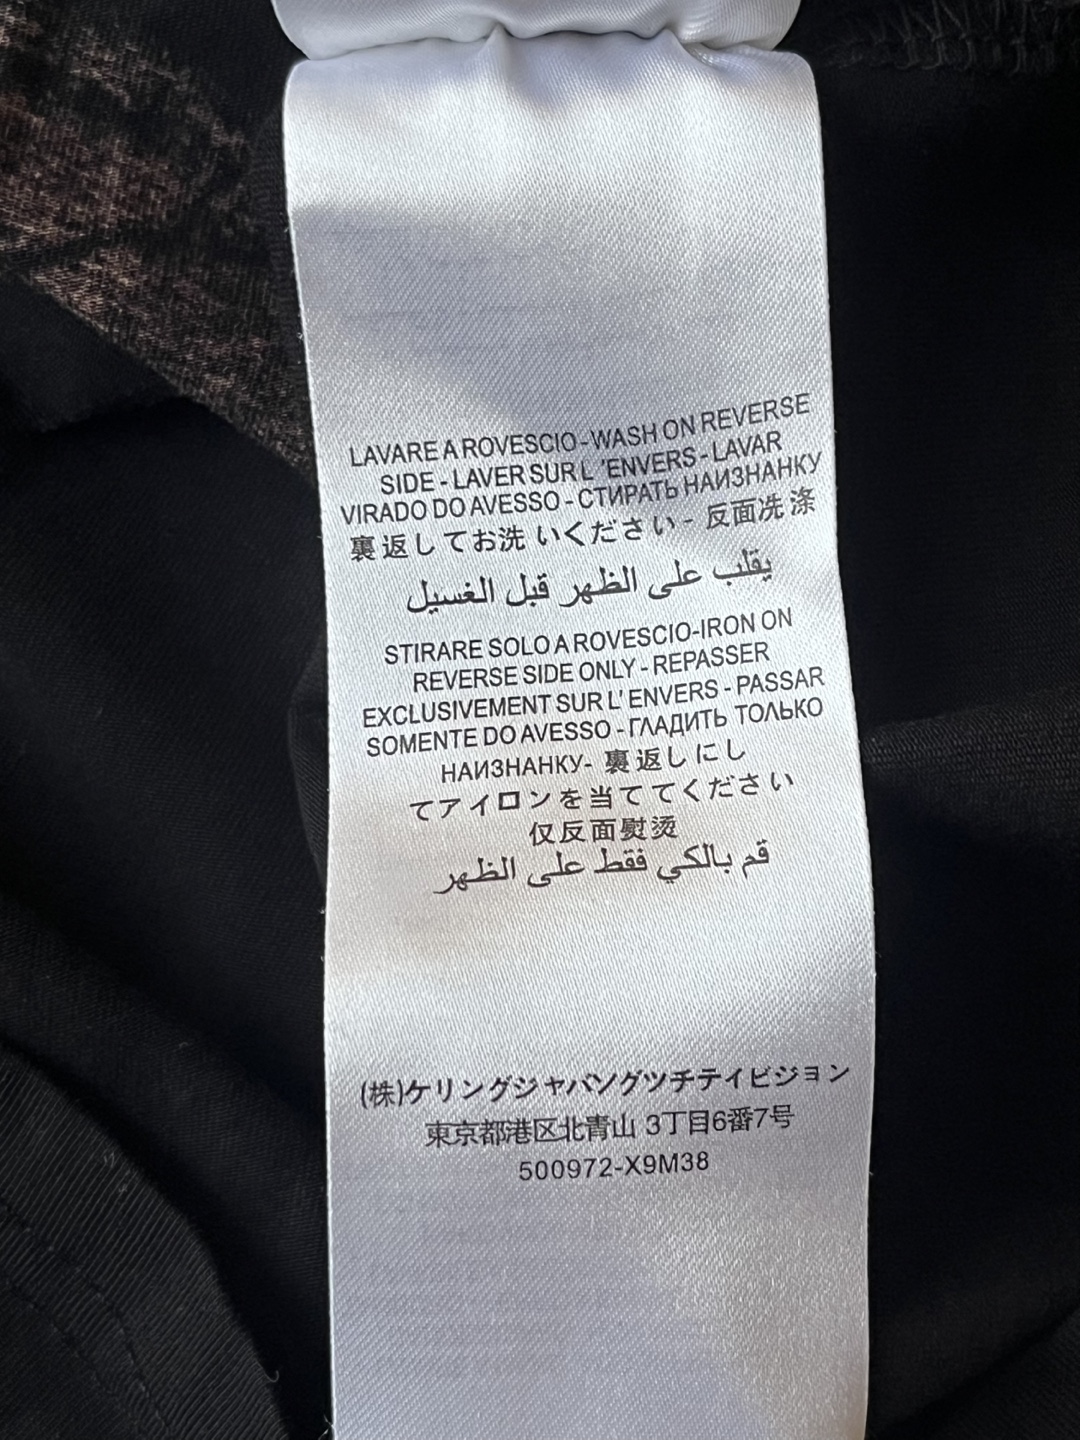 LAVARE A ROVESCIO-WASH ON REVERSE
SIDE - LAVER SUR L 'ENVERS - LAVAR
VIRADO DO AVESSO - СТИРАТЬ НАИЗНАНКУ
裏返してお洗いください - 反面洗涤
يقلب على الظهر قبل الغسيل
STIRARE SOLO A ROVESCIO-IRON ON
REVERSE SIDE ONLY - REPASSER
EXCLUSIVEMENT SUR L' ENVERS - PASSAR
SOMENTE DO AVESSO - ГЛАДИТЬ ТОЛЬКО
НАИЗНАНКУ- 裏返しにし
てアイロンを当ててください
仅反面熨烫
قم بالكي فقط على الظهر
(株)ケリングジャパングッチディビジョン
東京都港区北青山 3丁目6番7号
500972-X9M38